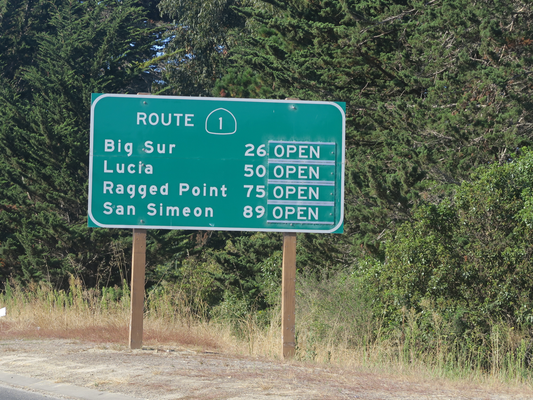 ROUTE 1
Big Sur 26 OPEN
Lucia 50 OPEN
Ragged Point 75 OPEN
San Simeon 89 OPEN